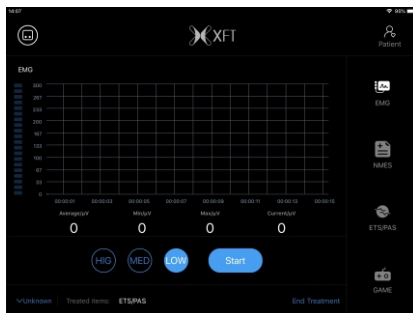 14:57
95%
XFT
Patient
EMG
300
267
233
200
167
133
100
67
33
0
00:00:01 00:00:03 00:00:05 00:00:07 00:00:09 00:00:11 00:00:13 00:00:15
Average/μV Min/μV Max/μV Current/μV
0 0 0 0
HIG MED LOW Start
Unknown Treated Items: ETS/PAS End Treatment
EMG
NMES
ETS/PAS
GAME